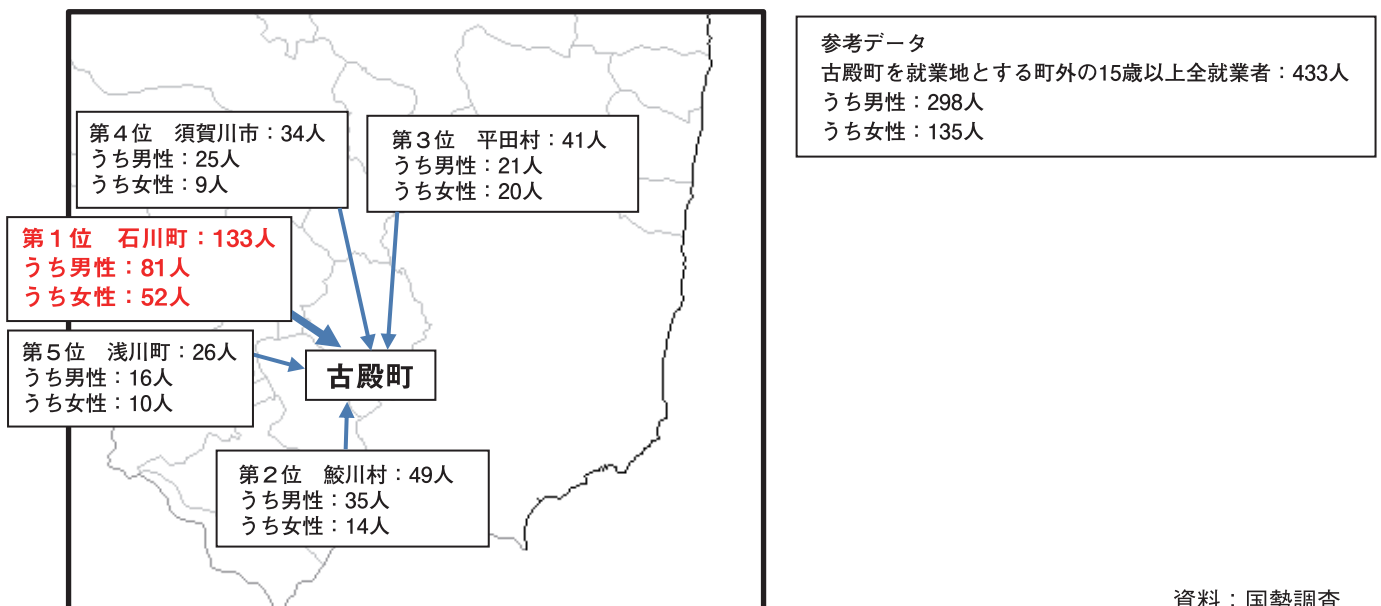 参考データ
古殿町を就業地とする町外の15歳以上全就業者：433人
うち男性：298人
うち女性：135人
第４位　須賀川市：34人
うち男性：25人
うち女性：9人
第３位　平田村：41人
うち男性：21人
うち女性：20人
第１位　石川町：133人
うち男性：81人
うち女性：52人
第５位　浅川町：26人
うち男性：16人
うち女性：10人
古殿町
第２位　鮫川村：49人
うち男性：35人
うち女性：14人
資料：国勢調査